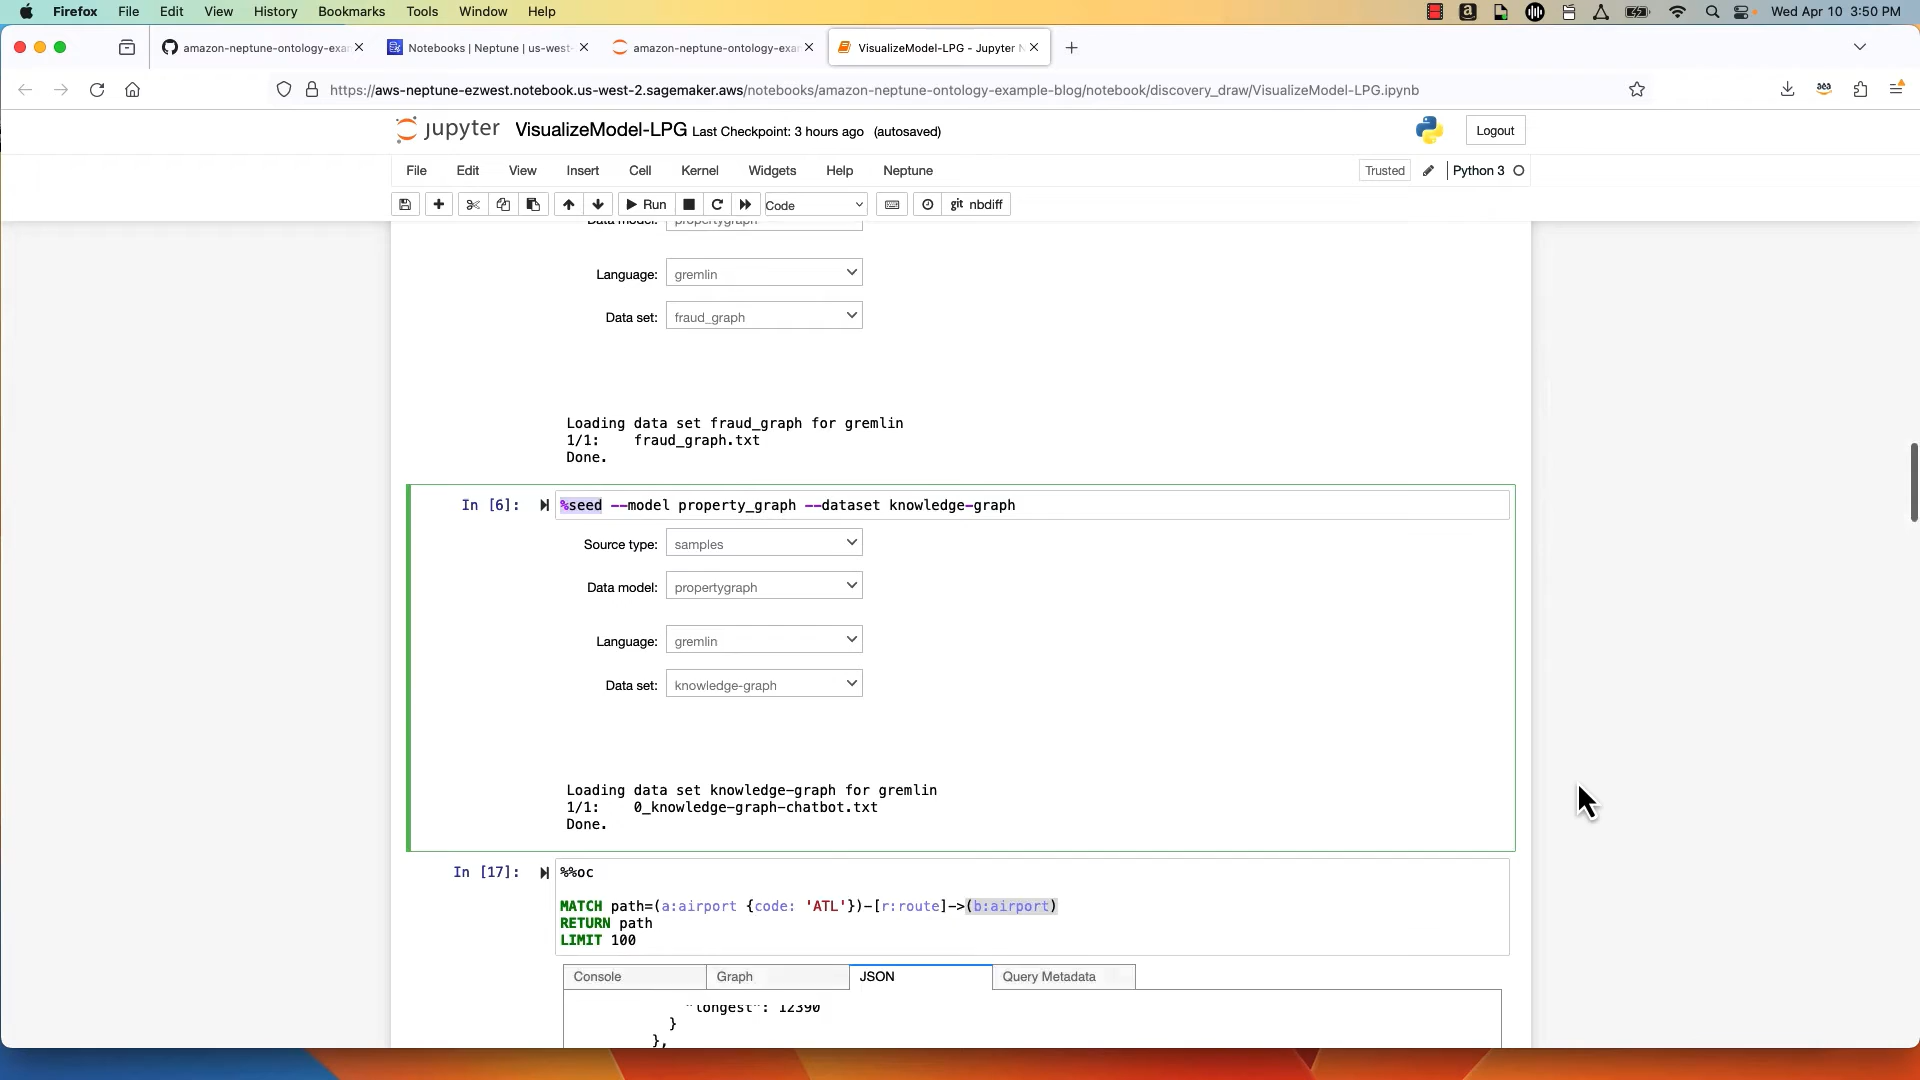 Firefox File Edit View History Bookmarks Tools Window Help Wed Apr 10 3:50 PM
amazon-neptune-ontology-exa Notebooks | Neptune | us-west- amazon-neptune-ontology-exa VisualizeModel-LPG - Jupyter N
https://aws-neptune-ezwest.notebook.us-west-2.sagemaker.aws/notebooks/amazon-neptune-ontology-example-blog/notebook/discovery_draw/VisualizeModel-LPG.ipynb
jupyter VisualizeModel-LPG Last Checkpoint: 3 hours ago (autosaved) Logout
File Edit View Insert Cell Kernel Widgets Help Neptune Trusted Python 3
Run Code git nbdiff
Data model: propertygraph
Language: gremlin
Data set: fraud_graph
Loading data set fraud_graph for gremlin
1/1: fraud_graph.txt
Done.
In [6]: %seed --model property_graph --dataset knowledge-graph
Source type: samples
Data model: propertygraph
Language: gremlin
Data set: knowledge-graph
Loading data set knowledge-graph for gremlin
1/1: 0_knowledge-graph-chatbot.txt
Done.
In [17]: %%oc
MATCH path=(a:airport {code: 'ATL'})-[r:route]->(b:airport)
RETURN path
LIMIT 100
Console Graph JSON Query Metadata
"longest": 12390
}
},